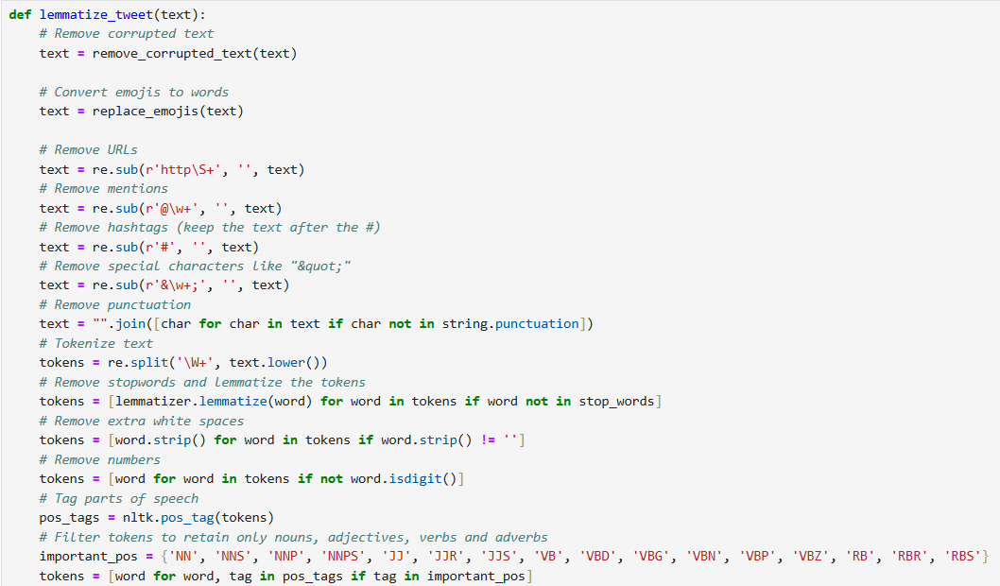 def lemmatize_tweet(text):
    # Remove corrupted text
    text = remove_corrupted_text(text)

    # Convert emojis to words
    text = replace_emojis(text)

    # Remove URLs
    text = re.sub(r'http\S+', '', text)
    # Remove mentions
    text = re.sub(r'@\w+', '', text)
    # Remove hashtags (keep the text after the #)
    text = re.sub(r'#', '', text)
    # Remove special characters like "&quot;"
    text = re.sub(r'&\w+;', '', text)
    # Remove punctuation
    text = "".join([char for char in text if char not in string.punctuation])
    # Tokenize text
    tokens = re.split('\W+', text.lower())
    # Remove stopwords and lemmatize the tokens
    tokens = [lemmatizer.lemmatize(word) for word in tokens if word not in stop_words]
    # Remove extra white spaces
    tokens = [word.strip() for word in tokens if word.strip() != '']
    # Remove numbers
    tokens = [word for word in tokens if not word.isdigit()]
    # Tag parts of speech
    pos_tags = nltk.pos_tag(tokens)
    # Filter tokens to retain only nouns, adjectives, verbs and adverbs
    important_pos = {'NN', 'NNS', 'NNP', 'NNPS', 'JJ', 'JJR', 'JJS', 'VB', 'VBD', 'VBG', 'VBN', 'VBP', 'VBZ', 'RB', 'RBR', 'RBS'}
    tokens = [word for word, tag in pos_tags if tag in important_pos]